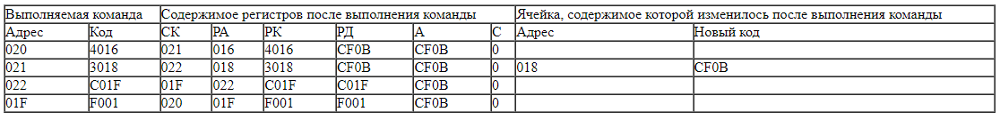 Выполняемая команда Содержимое регистров после выполнения команды Ячейка, содержимое которой изменилось после выполнения команды
Адрес Код СК РА РК РД А С Адрес Новый код
020 4016 021 016 4016 CF0B CF0B 0
021 3018 022 018 3018 CF0B CF0B 0 018 CF0B
022 C01F 01F 022 C01F C01F CF0B 0
01F F001 020 01F F001 F001 CF0B 0